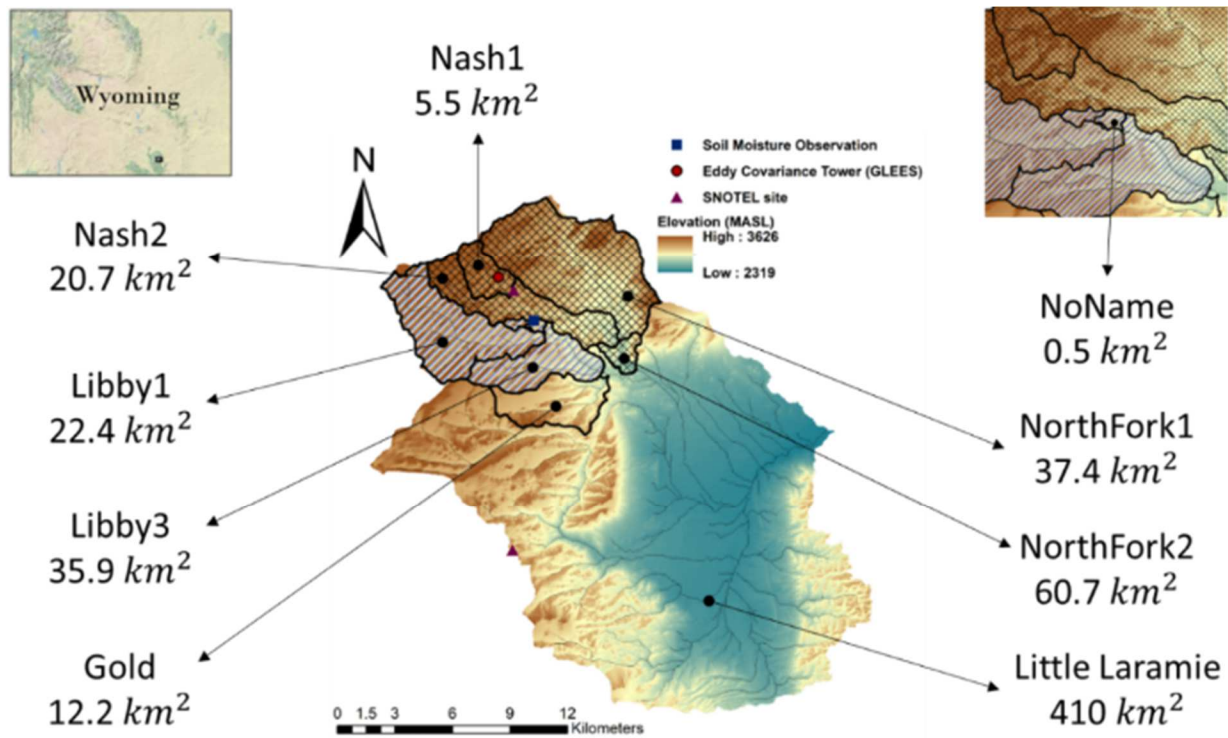 Wyoming
Nash1
5.5 km²
N
Soil Moisture Observation
Eddy Covariance Tower (GLEES)
SNOTEL site
Elevation (MASL)
High : 3626
Low : 2319
Nash2
20.7 km²
Libby1
22.4 km²
Libby3
35.9 km²
Gold
12.2 km²
NoName
0.5 km²
NorthFork1
37.4 km²
NorthFork2
60.7 km²
Little Laramie
410 km²
0 1.5 3 6 9 12
Kilometers